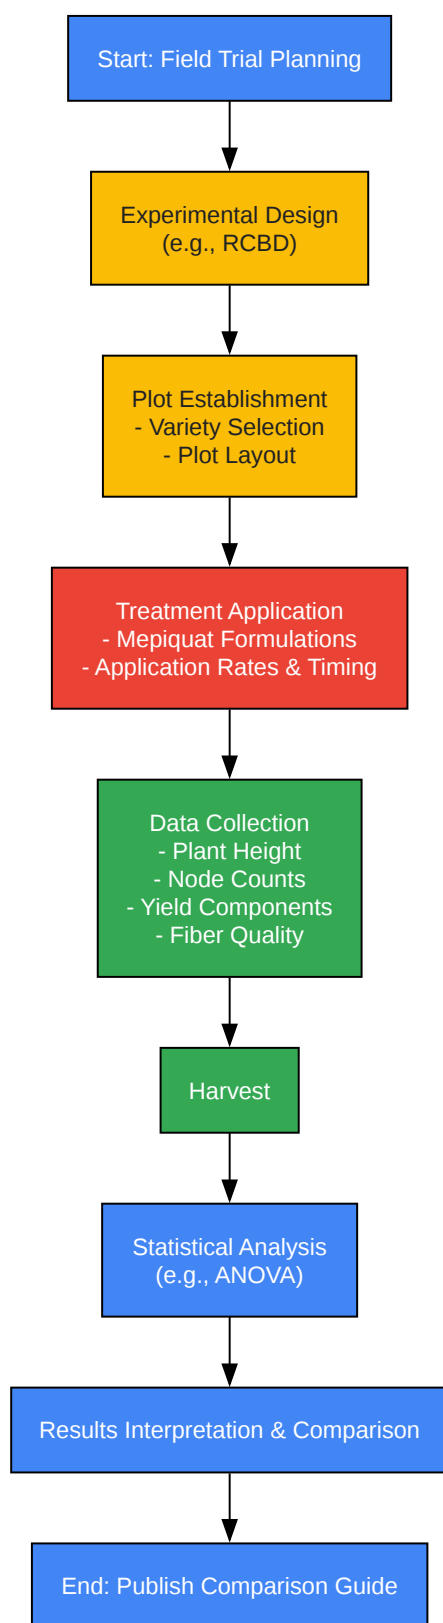 Start: Field Trial Planning
Experimental Design
(e.g., RCBD)
Plot Establishment
- Variety Selection
- Plot Layout
Treatment Application
- Mepiquat Formulations
- Application Rates & Timing
Data Collection
- Plant Height
- Node Counts
- Yield Components
- Fiber Quality
Harvest
Statistical Analysis
(e.g., ANOVA)
Results Interpretation & Comparison
End: Publish Comparison Guide